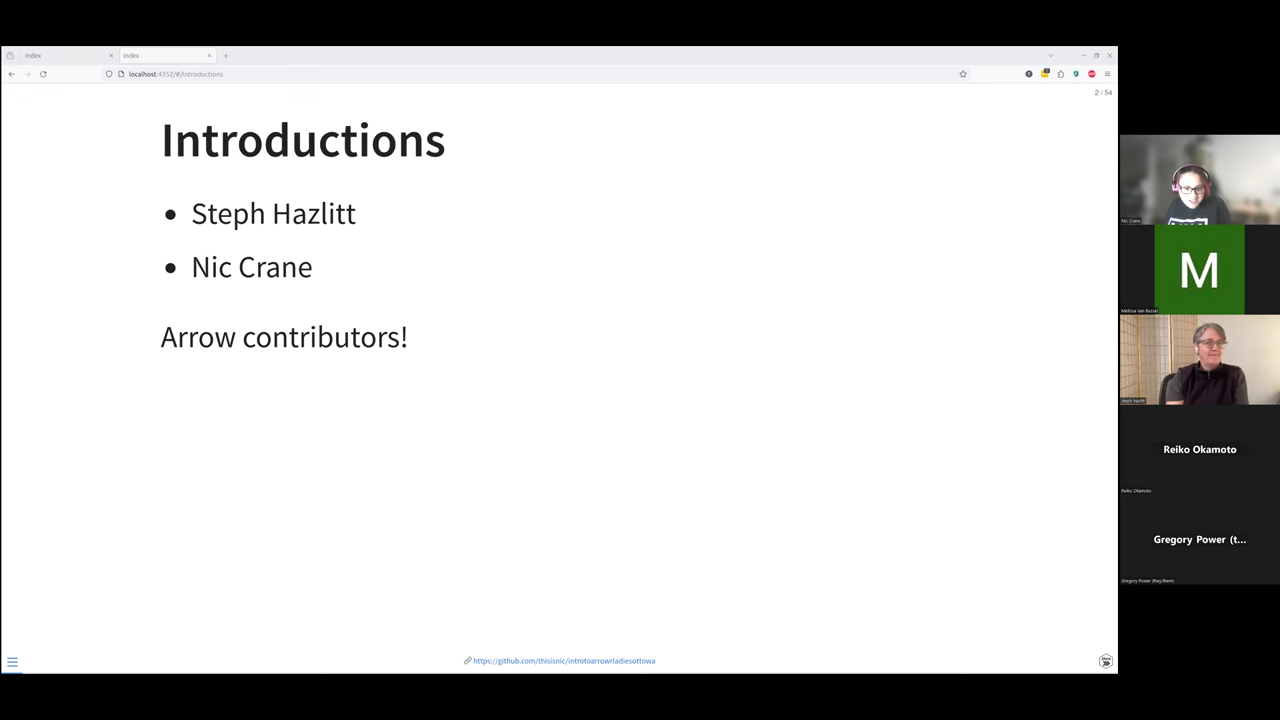 index
index
localhost:4352/#/introductions
2 / 54
Introductions
Steph Hazlitt
Nic Crane
Arrow contributors!
https://github.com/thisisnic/introtoarrowrladiesottowa
Nic Crane
M
Melissa Van Bussel
steph hazlitt
Reiko Okamoto
Reiko Okamoto
Gregory Power (t...
Gregory Power (they/them)